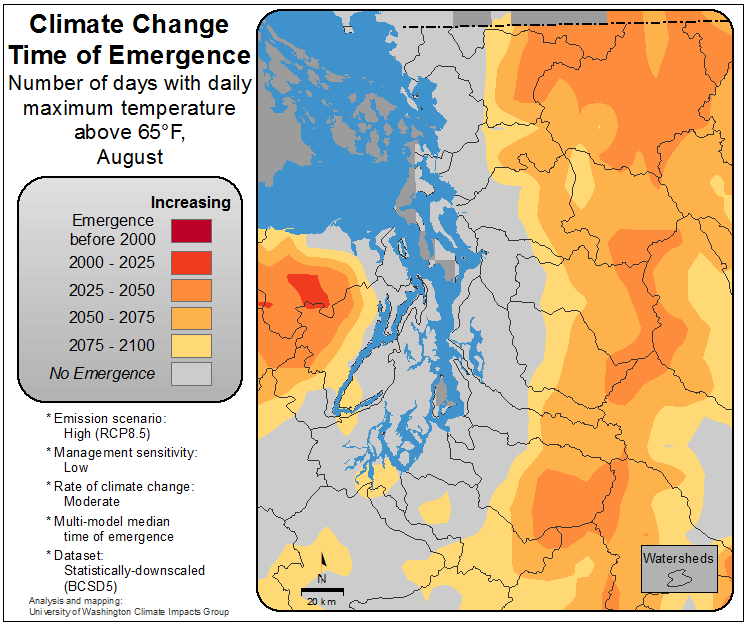 Climate Change
Time of Emergence
Number of days with daily
maximum temperature
above 65°F,
August
Increasing
Emergence
before 2000
2000 - 2025
2025 - 2050
2050 - 2075
2075 - 2100
No Emergence
* Emission scenario:
High (RCP8.5)
* Management sensitivity:
Low
* Rate of climate change:
Moderate
* Multi-model median
time of emergence
* Dataset:
Statistically-downscaled
(BCSD5)
Analysis and mapping:
University of Washington Climate Impacts Group
N
20 km
Watersheds